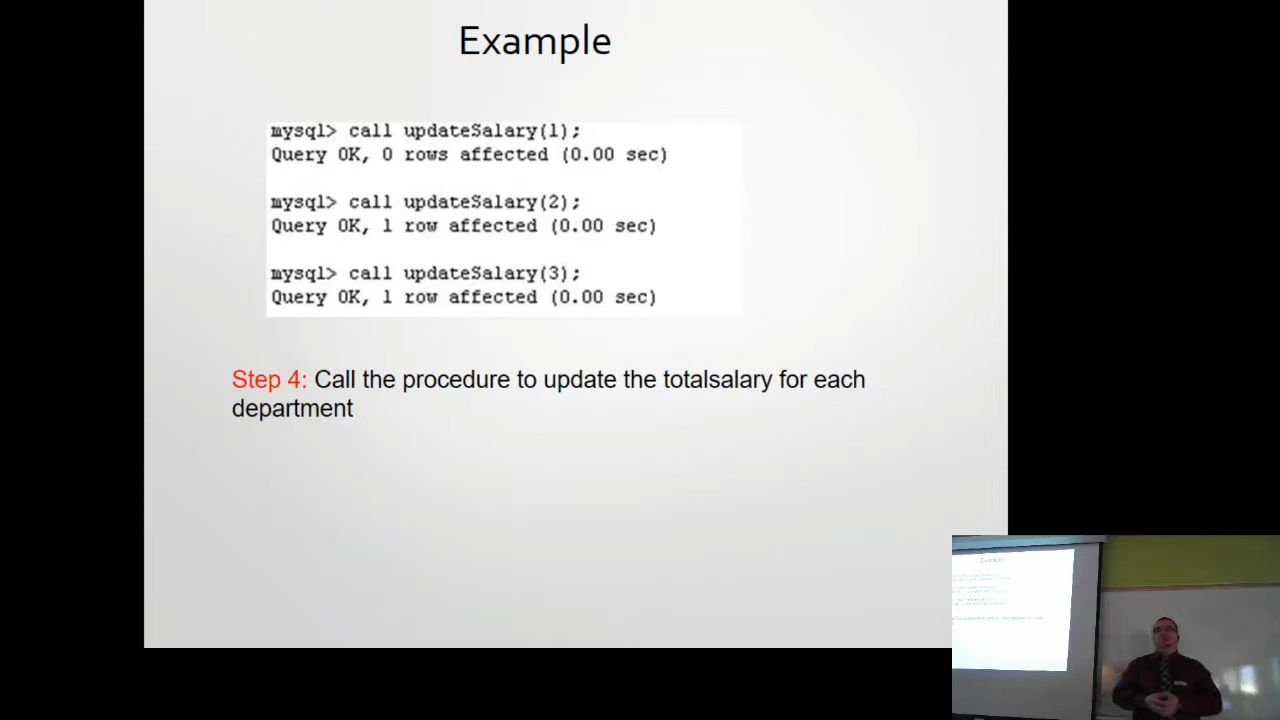 Example
mysql> call updateSalary(1);
Query OK, 0 rows affected (0.00 sec)
mysql> call updateSalary(2);
Query OK, 1 row affected (0.00 sec)
mysql> call updateSalary(3);
Query OK, 1 row affected (0.00 sec)
Step 4: Call the procedure to update the totalsalary for each
department
Example